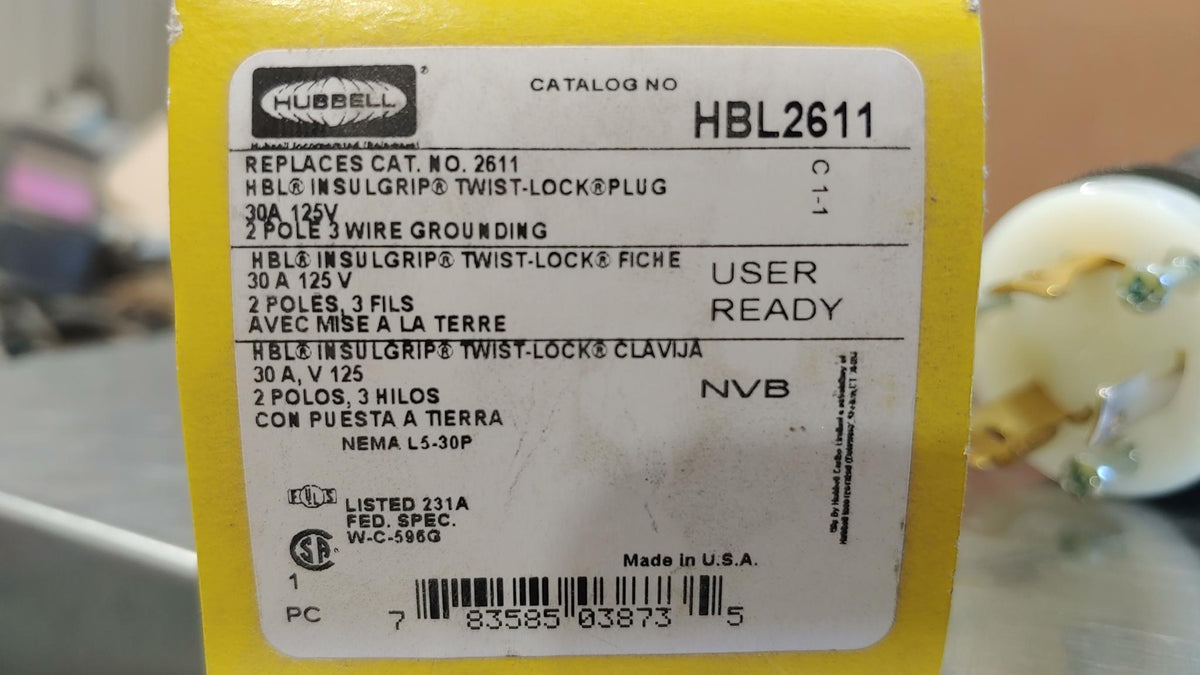 HUBBELL
CATALOG NO
HBL2611
REPLACES CAT. NO. 2611
HBL® INSULGRIP® TWIST-LOCK®PLUG
30A 125V
2 POLE 3 WIRE GROUNDING
C 1-1
HBL® INSULGRIP® TWIST-LOCK® FICHE
30 A 125 V
2 POLES, 3 FILS
AVEC MISE A LA TERRE
USER
READY
HBL® INSULGRIP® TWIST-LOCK® CLAVIJA
30 A, V 125
2 POLOS, 3 HILOS
CON PUESTA A TIERRA
NVB
NEMA L5-30P
LISTED 231A
FED. SPEC.
W-C-596G
SA
Made in U.S.A.
1
PC
7 83585 03873 5